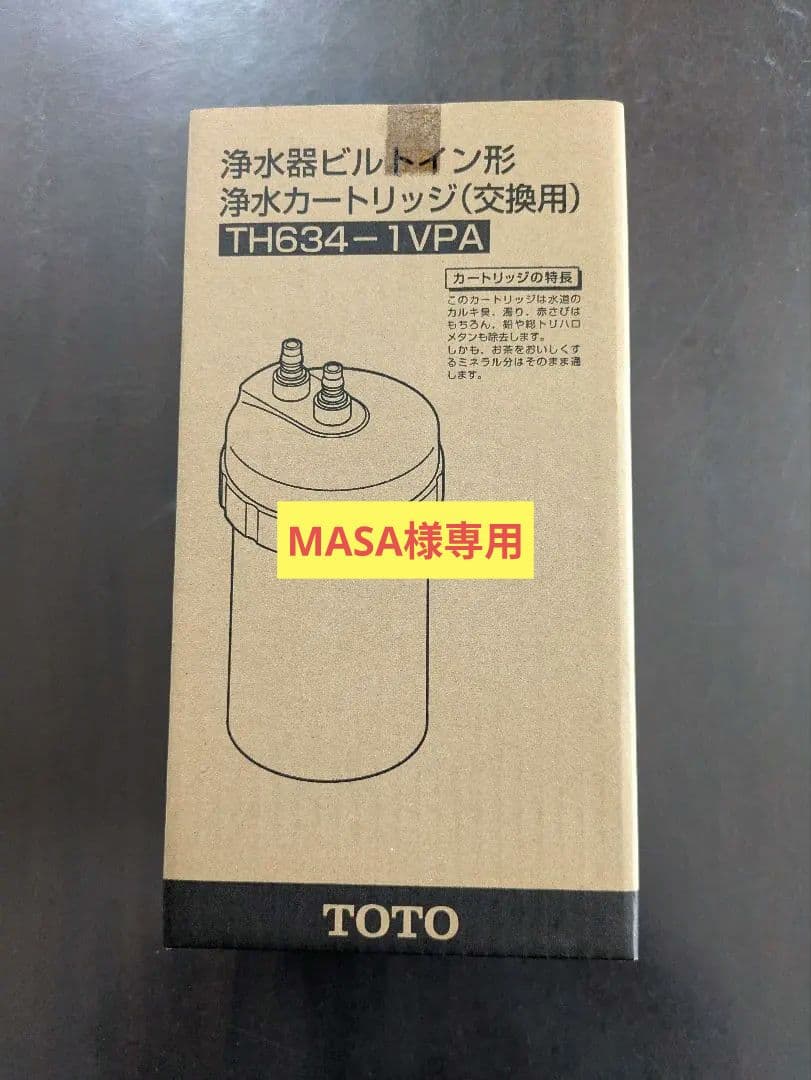 浄水器ビルトイン形
浄水カートリッジ(交換用)
TH634-1VPA
カートリッジの特長
このカートリッジは水道の
カルキ臭、濁り、赤さびは
もちろん、鉛や総トリハロ
メタンも除去します。
しかも、お茶をおいしくす
るミネラル分はそのまま通
します。
MASA様専用
TOTO